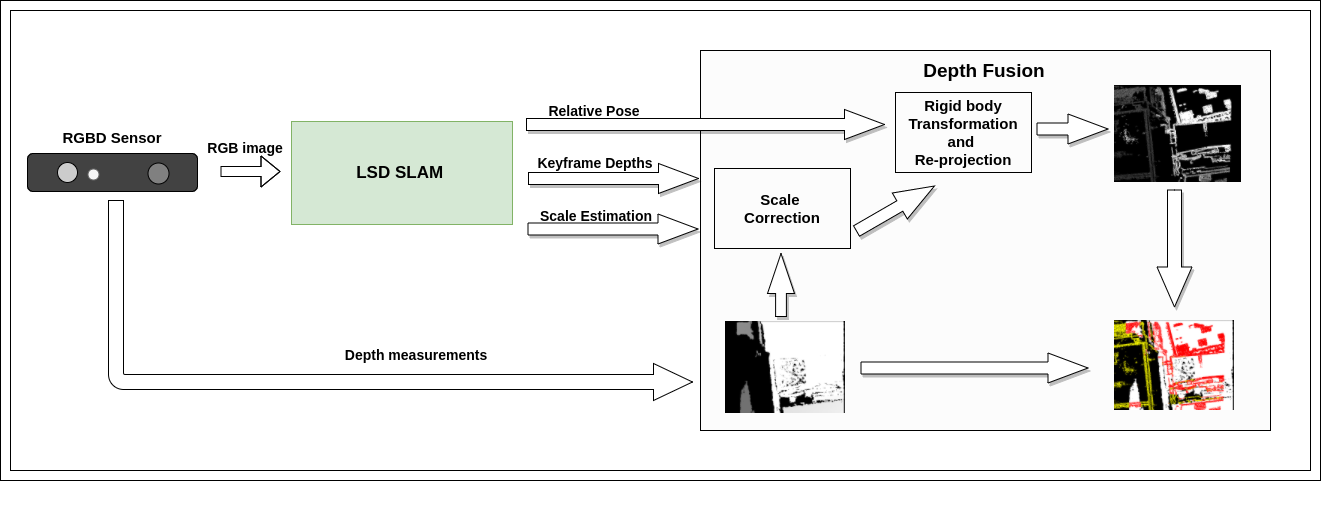 Depth Fusion
RGBD Sensor
RGB image
LSD SLAM
Relative Pose
Keyframe Depths
Scale Estimation
Rigid body
Transformation
and
Re-projection
Scale
Correction
Depth measurements